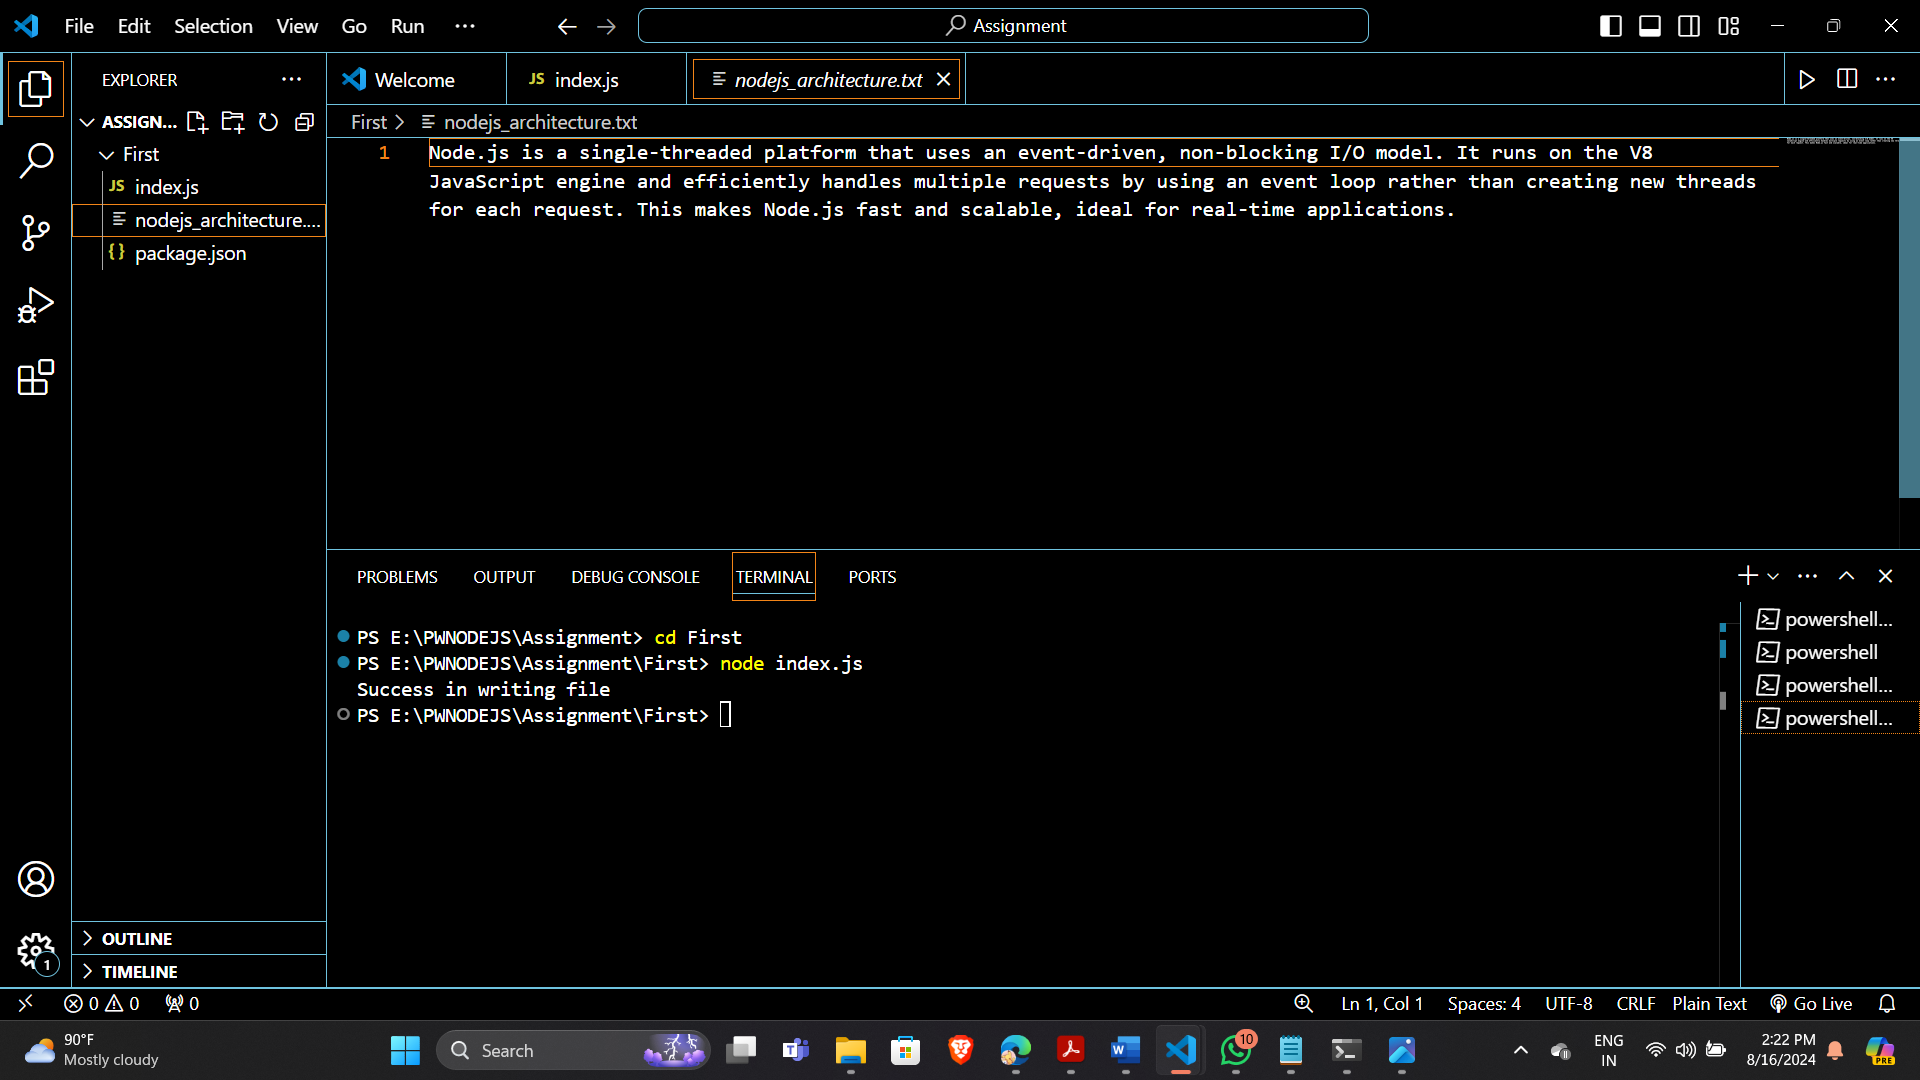 File Edit Selection View Go Run ··· Assignment
EXPLORER ···
Welcome JS index.js nodejs_architecture.txt
ASSIGN...
First > nodejs_architecture.txt
First
JS index.js
nodejs_architecture....
{} package.json
1 Node.js is a single-threaded platform that uses an event-driven, non-blocking I/O model. It runs on the V8
JavaScript engine and efficiently handles multiple requests by using an event loop rather than creating new threads
for each request. This makes Node.js fast and scalable, ideal for real-time applications.
PROBLEMS OUTPUT DEBUG CONSOLE TERMINAL PORTS
PS E:\PWNODEJS\Assignment> cd First
PS E:\PWNODEJS\Assignment\First> node index.js
Success in writing file
PS E:\PWNODEJS\Assignment\First>
powershell...
powershell
powershell...
powershell...
OUTLINE
TIMELINE
1
0 0 0 Ln 1, Col 1 Spaces: 4 UTF-8 CRLF Plain Text Go Live
90°F
Mostly cloudy
Search
10
ENG
IN
2:22 PM
8/16/2024
PRE